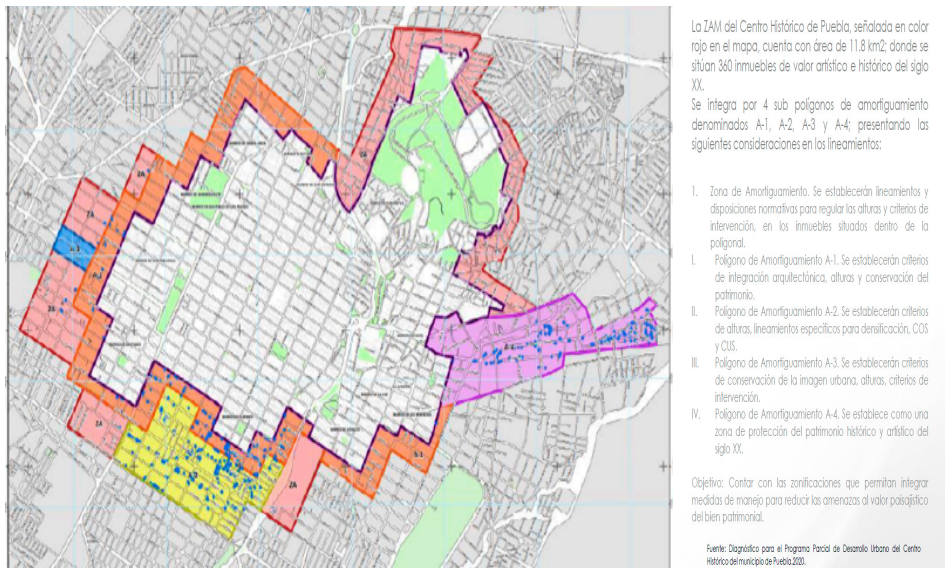 ZA
ZA
ZA
A-3
A-1
ZA
ZA
ZA
A-4
A-1
La ZAM del Centro Histórico de Puebla, señalada en color
rojo en el mapa, cuenta con área de 11.8 km2; donde se
sitúan 360 inmuebles de valor artístico e histórico del siglo
XX.
Se integra por 4 sub polígonos de amortiguamiento
denominados A-1, A-2, A-3 y A-4; presentando las
siguientes consideraciones en los lineamientos:
1. Zona de Amortiguamiento. Se establecerán lineamientos y
disposiciones normativas para regular las alturas y criterios de
intervención, en los inmuebles situados dentro de la
poligonal.
I. Polígono de Amortiguamiento A-1. Se establecerán criterios
de integración arquitectónica, alturas y conservación del
patrimonio.
II. Polígono de Amortiguamiento A-2. Se establecerán criterios
de alturas, lineamientos específicos para densificación, COS
y CUS.
III. Polígono de Amortiguamiento A-3. Se establecerán criterios
de conservación de la imagen urbana, alturas, criterios de
intervención.
IV. Polígono de Amortiguamiento A-4. Se establece como una
zona de protección del patrimonio histórico y artístico del
siglo XX.
Objetivo: Contar con las zonificaciones que permitan integrar
medidas de manejo para reducir las amenazas al valor paisajístico
del bien patrimonial.
Fuente: Diagnóstico para el Programa Parcial de Desarrollo Urbano del Centro
Histórico del municipio de Puebla,2020.